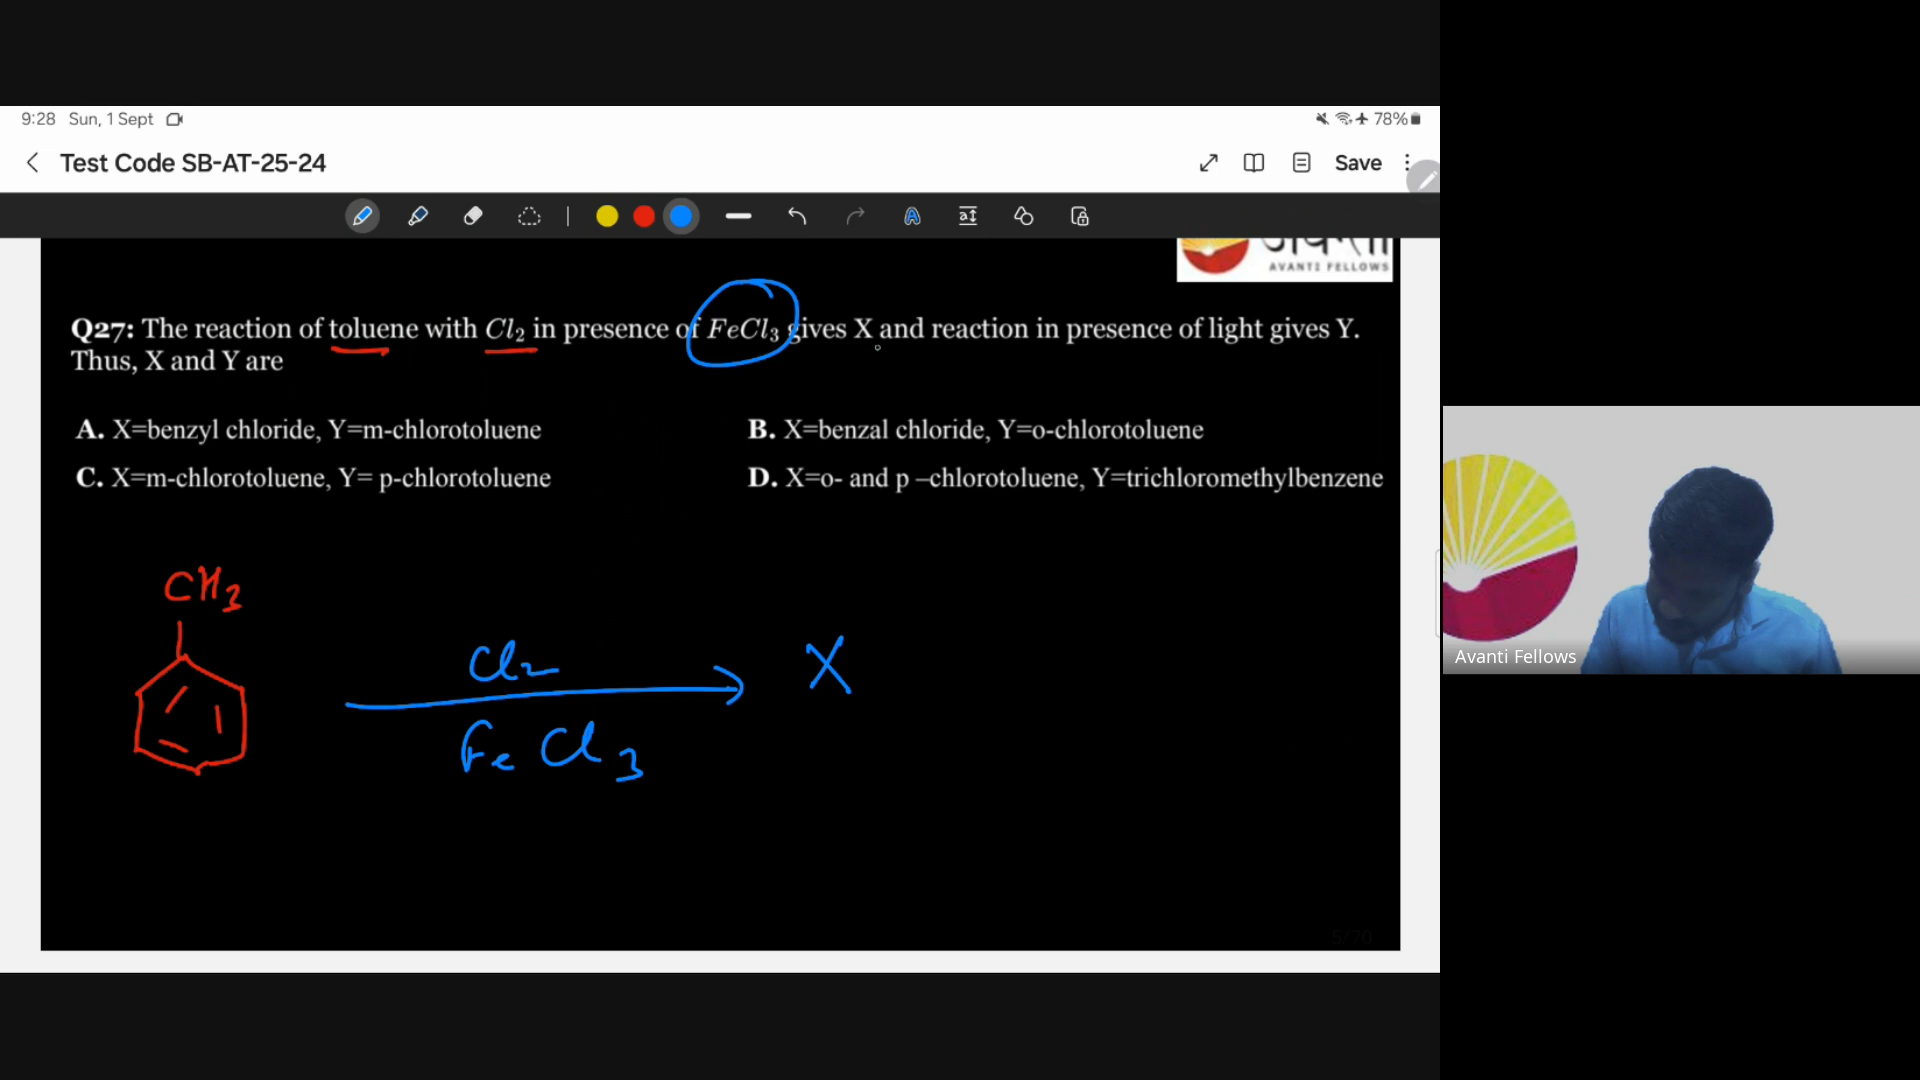 9:28 Sun, 1 Sept
78%
Test Code SB-AT-25-24
Save
AVANTI FELLOWS
Q27: The reaction of toluene with Cl₂ in presence of FeCl₃ gives X and reaction in presence of light gives Y.
Thus, X and Y are
A. X=benzyl chloride, Y=m-chlorotoluene
B. X=benzal chloride, Y=o-chlorotoluene
C. X=m-chlorotoluene, Y= p-chlorotoluene
D. X=o- and p –chlorotoluene, Y=trichloromethylbenzene
CH₃
Cl₂
X
FeCl₃
5/70
Avanti Fellows